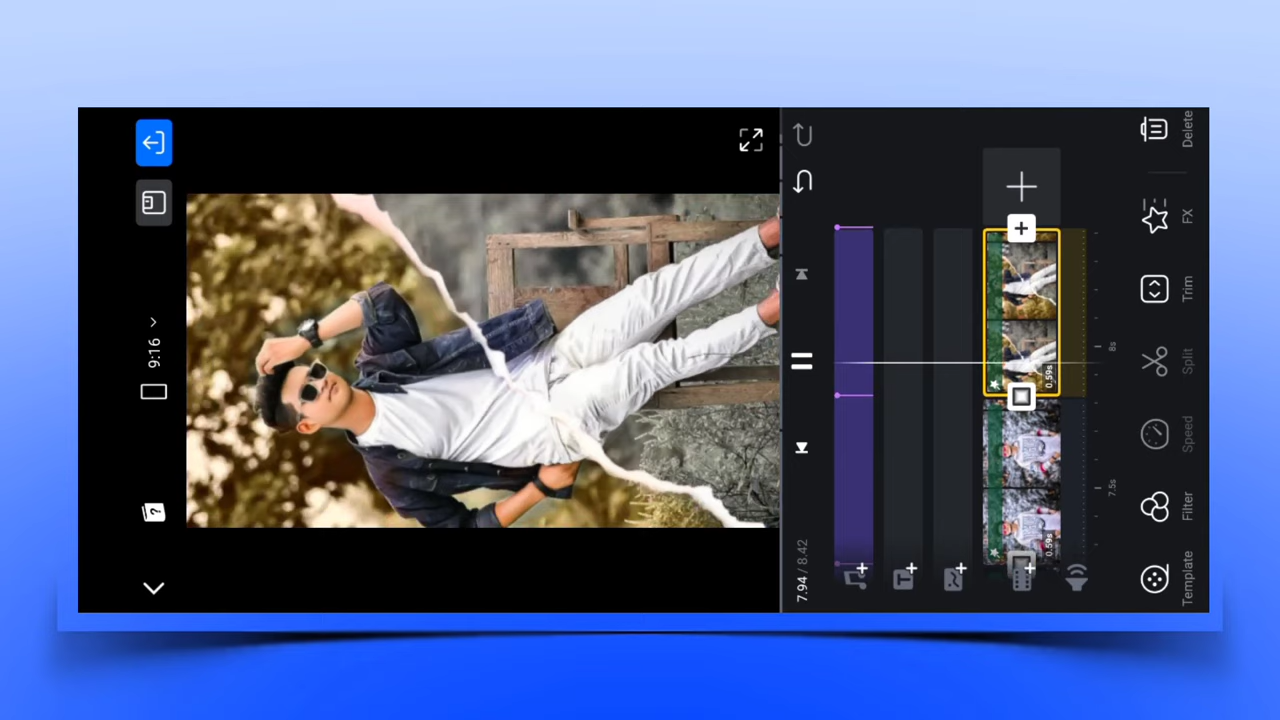 9:16
?
7.94 / 8.42
T
0.59s
0.59s
8s
7.5s
Template
Filter
Speed
Split
Trim
FX
Delete